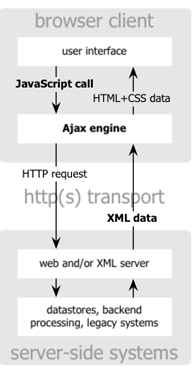 browser client
user interface
JavaScript call
HTML+CSS data
Ajax engine
HTTP request
http(s) transport
XML data
web and/or XML server
datastores, backend
processing, legacy systems
server-side systems